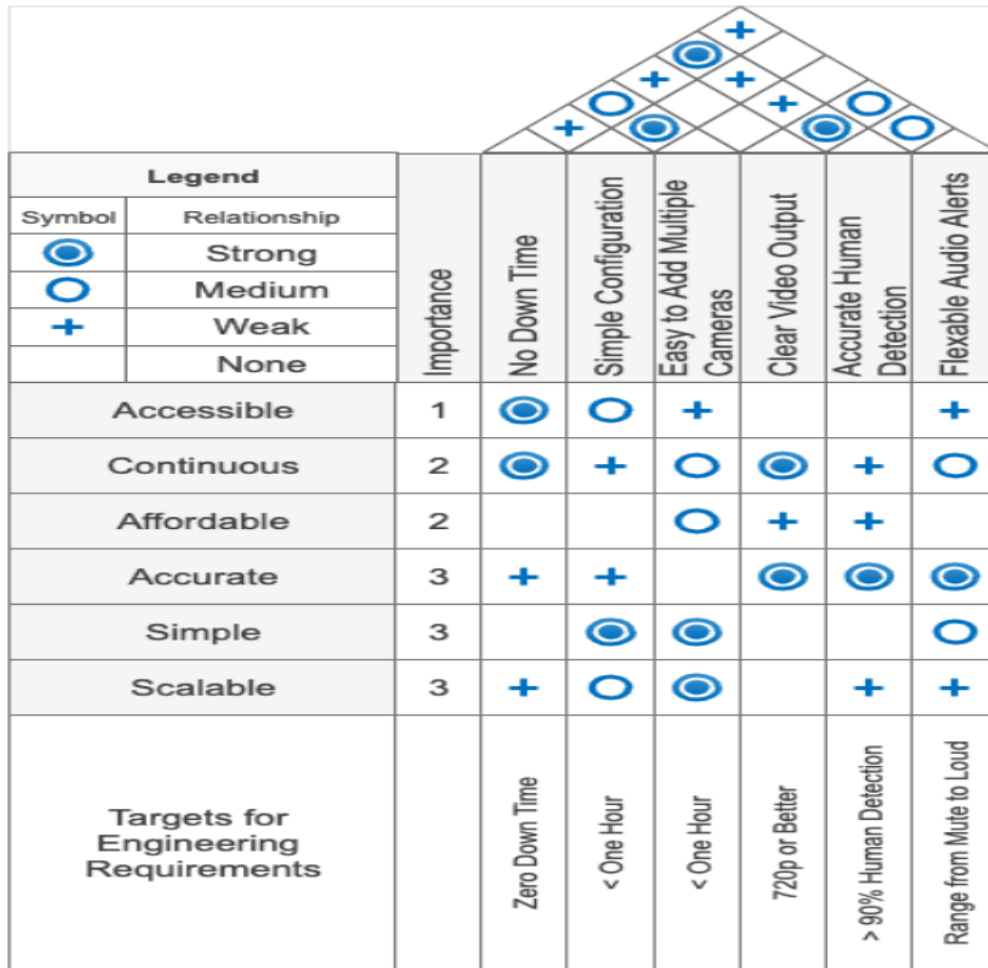 Legend
Symbol Relationship
Strong
Medium
+ Weak
None
Importance
No Down Time
Simple Configuration
Easy to Add Multiple
Cameras
Clear Video Output
Accurate Human
Detection
Flexable Audio Alerts
Accessible 1 + +
Continuous 2 + +
Affordable 2 + +
Accurate 3 + +
Simple 3
Scalable 3 + + +
Targets for
Engineering
Requirements
Zero Down Time
< One Hour
< One Hour
720p or Better
> 90% Human Detection
Range from Mute to Loud